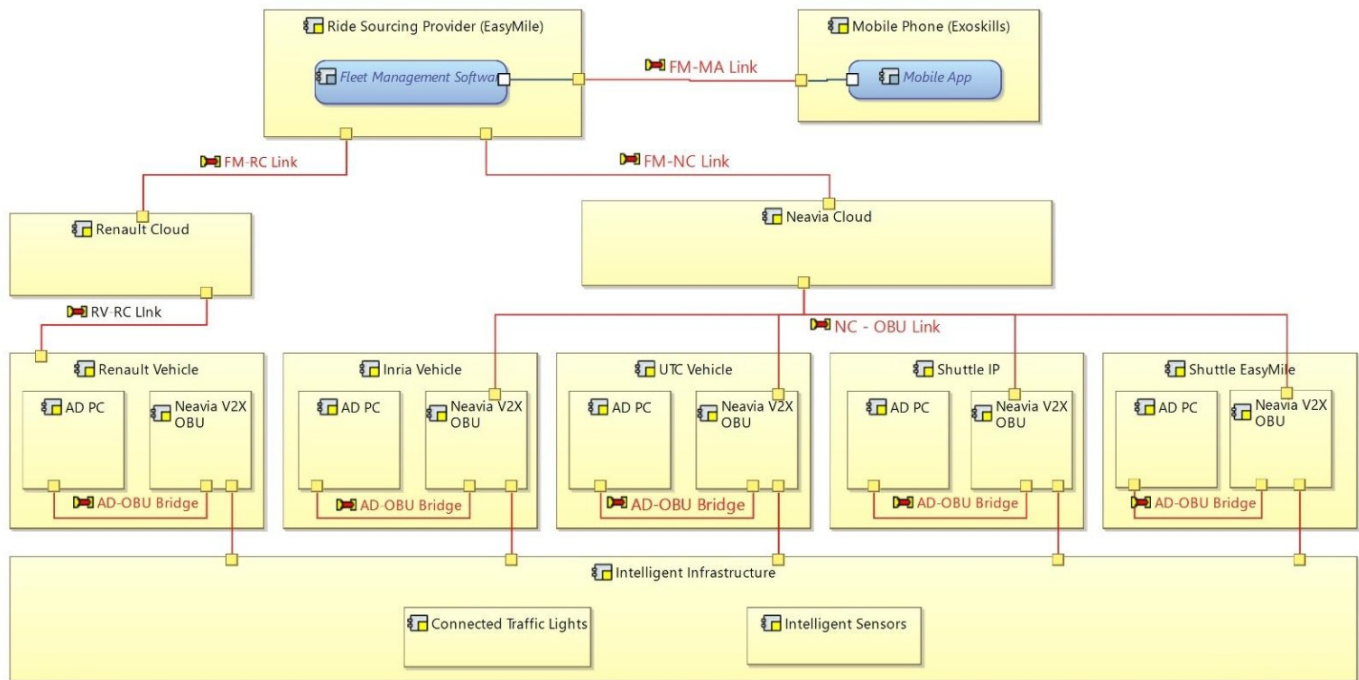 Ride Sourcing Provider (EasyMile)
Mobile Phone (Exoskills)
Fleet Management Softwar
FM-MA Link
Mobile App
FM-RC Link
FM-NC Link
Renault Cloud
Neavia Cloud
RV-RC LInk
NC - OBU Link
Renault Vehicle
Inria Vehicle
UTC Vehicle
Shuttle IP
Shuttle EasyMile
AD PC
Neavia V2X
OBU
AD PC
Neavia V2X
OBU
AD PC
Neavia V2X
OBU
AD PC
Neavia V2X
OBU
AD PC
Neavia V2X
OBU
AD-OBU Bridge
AD-OBU Bridge
AD-OBU Bridge
AD-OBU Bridge
AD-OBU Bridge
Intelligent Infrastructure
Connected Traffic Lights
Intelligent Sensors